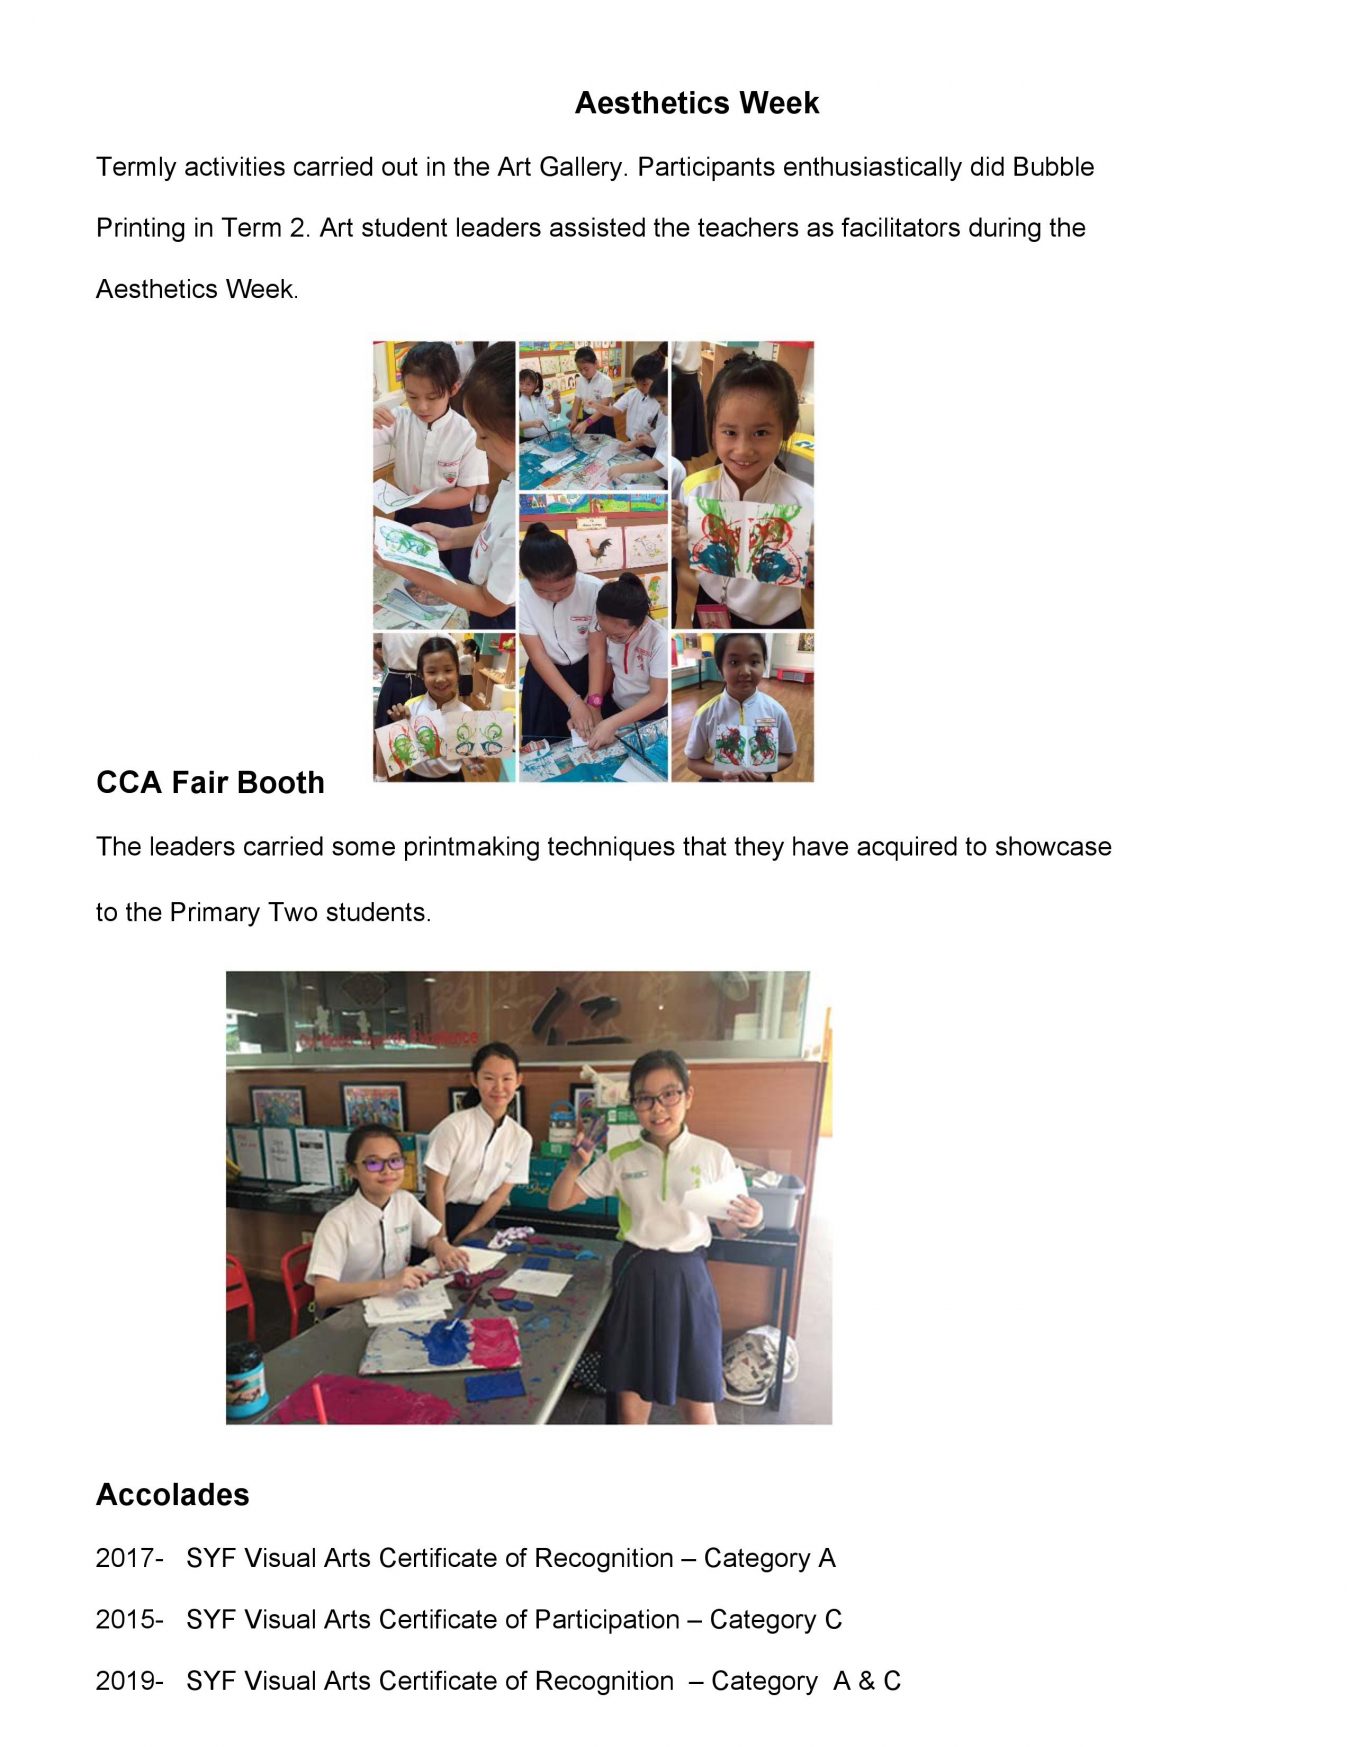 Aesthetics Week
Termly activities carried out in the Art Gallery. Participants enthusiastically did Bubble
Printing in Term 2. Art student leaders assisted the teachers as facilitators during the
Aesthetics Week.
CCA Fair Booth
The leaders carried some printmaking techniques that they have acquired to showcase
to the Primary Two students.
Accolades
2017- SYF Visual Arts Certificate of Recognition – Category A
2015- SYF Visual Arts Certificate of Participation – Category C
2019- SYF Visual Arts Certificate of Recognition – Category A & C